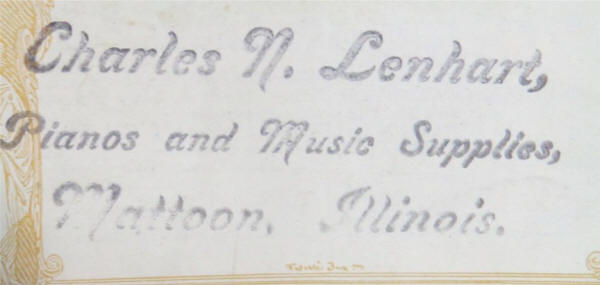 Charles N. Lenhart,
Pianos and Music Supplies,
Mattoon, Illinois.